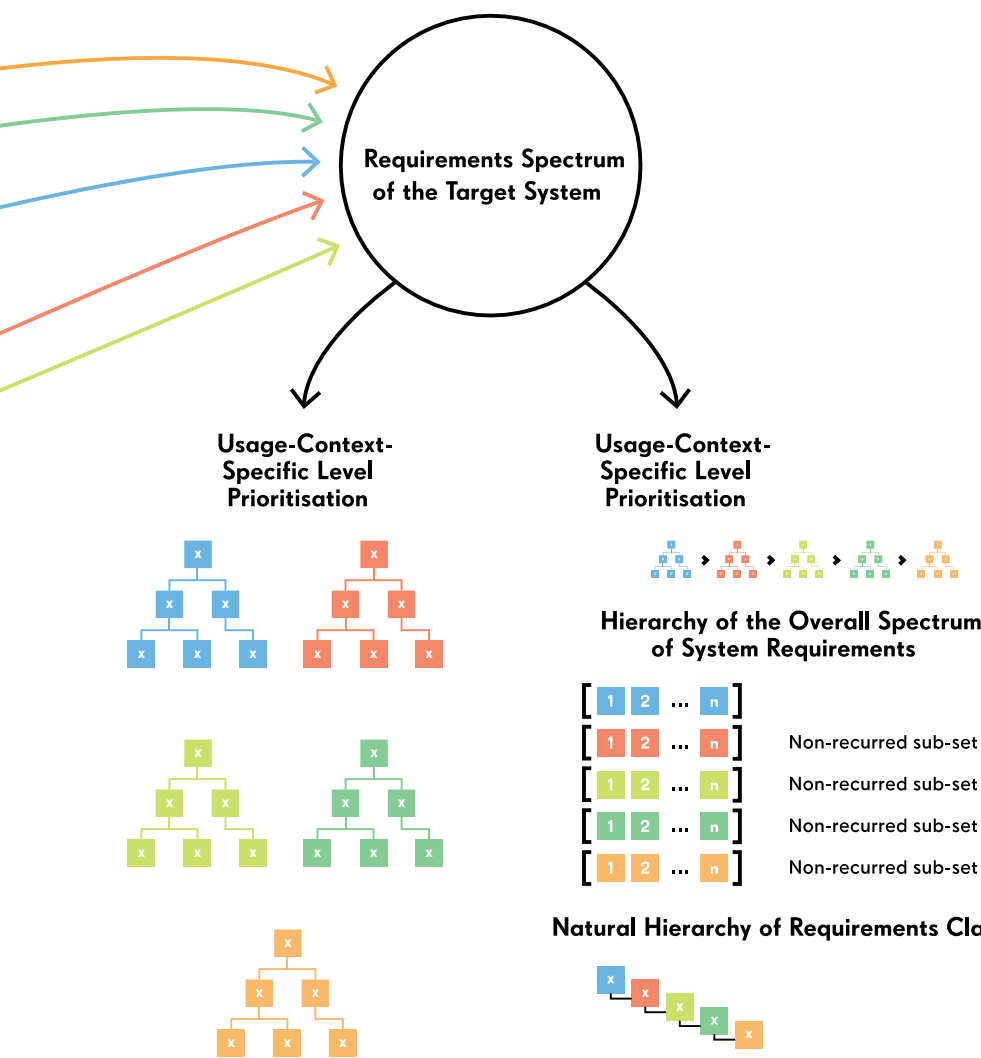 Requirements Spectrum
of the Target System
Usage-Context-
Specific Level
Prioritisation
x
x x
x x x
x
x x
x x x
x
x x
x x x
x
x x
x x x
x
x x
x x x
Usage-Context-
Specific Level
Prioritisation
Hierarchy of the Overall Spectrum
of System Requirements
[ 1 2 ... n ]
[ 1 2 ... n ] Non-recurred sub-set
[ 1 2 ... n ] Non-recurred sub-set
[ 1 2 ... n ] Non-recurred sub-set
[ 1 2 ... n ] Non-recurred sub-set
Natural Hierarchy of Requirements Cla
x
x
x
x
x